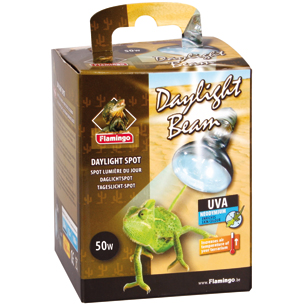 Flamingo
DAYLIGHT SPOT
SPOT LUMIÈRE DU JOUR
DAGLICHTSPOT
TAGESLICHT-SPOT
50W
Daylight
Beam
UVA
www.Flamingo.be